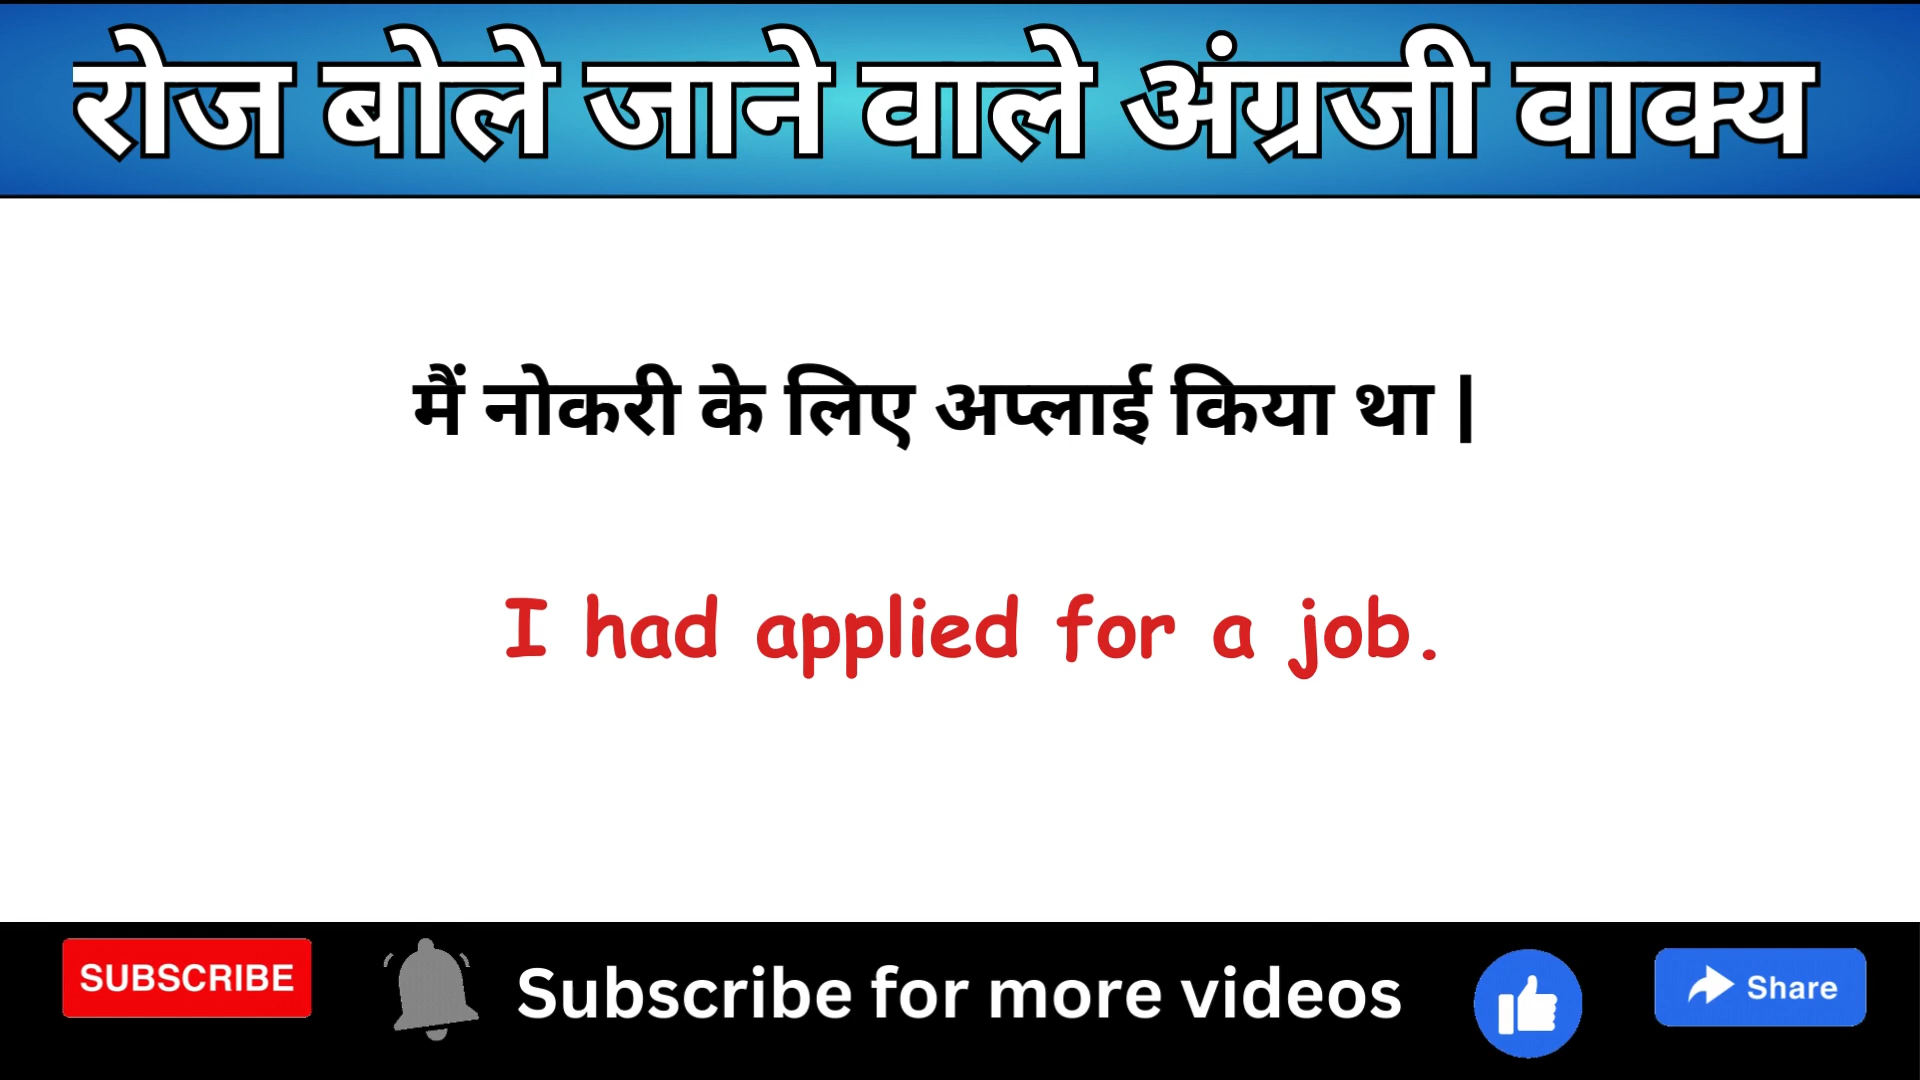 रोज बोले जाने वाले अंग्रजी वाक्य
मैं नोकरी के लिए अप्लाई किया था |
I had applied for a job.
SUBSCRIBE
Subscribe for more videos
Share